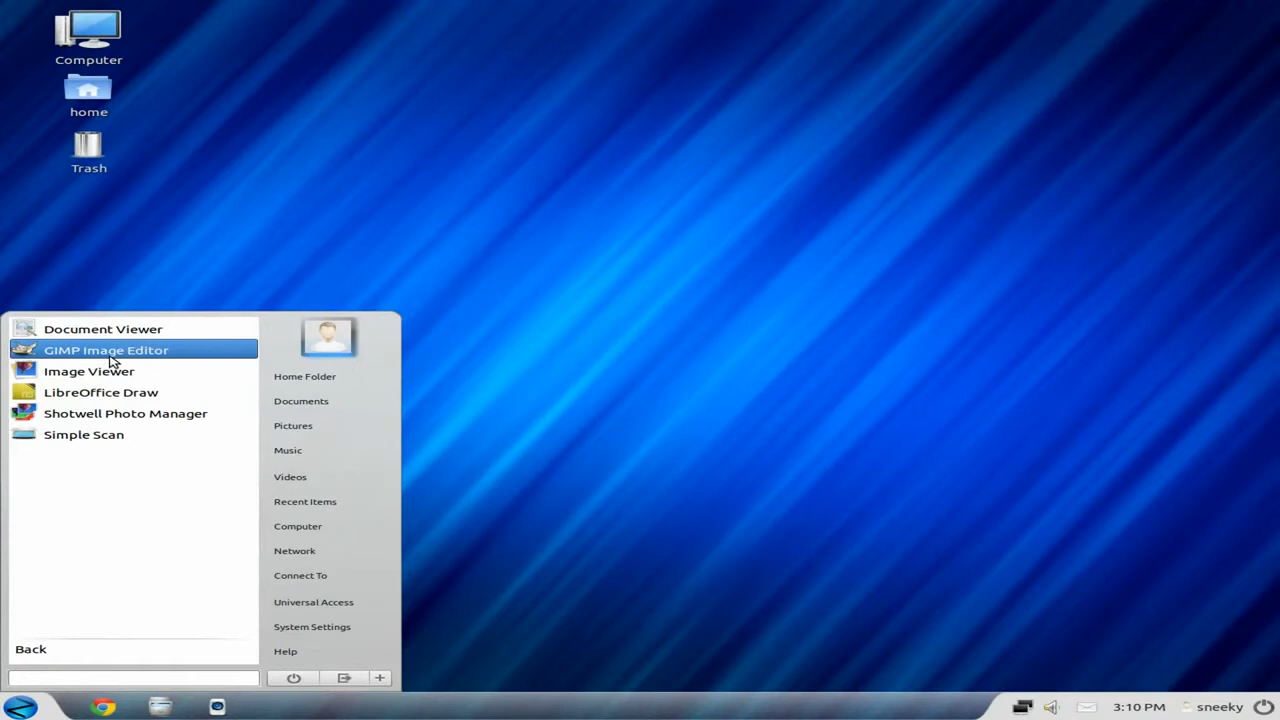 Computer
home
Trash
Document Viewer
GIMP Image Editor
Image Viewer
LibreOffice Draw
Shotwell Photo Manager
Simple Scan
Back
Home Folder
Documents
Pictures
Music
Videos
Recent Items
Computer
Network
Connect To
Universal Access
System Settings
Help
3:10 PM
sneeky